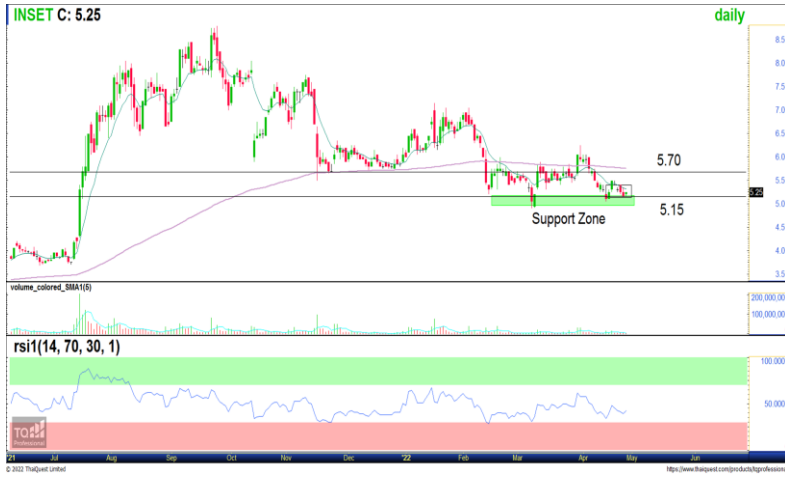 INSET C: 5.25 daily
8.5
8.0
7.5
7.0
6.5
6.0
5.70
5.5
5.25
5.15
Support Zone
4.5
4.0
3.5
volume_colored_SMA1(5)
200,000,00
100,000,00
rsi1(14, 70, 30, 1)
100.000
50.000
TQ
Professional
'21 Jul Aug Sep Oct Nov Dec '22 Feb Mar Apr May Jun
© 2022 ThaiQuest Limited https://www.thaiquest.com/products/tqprofessiona